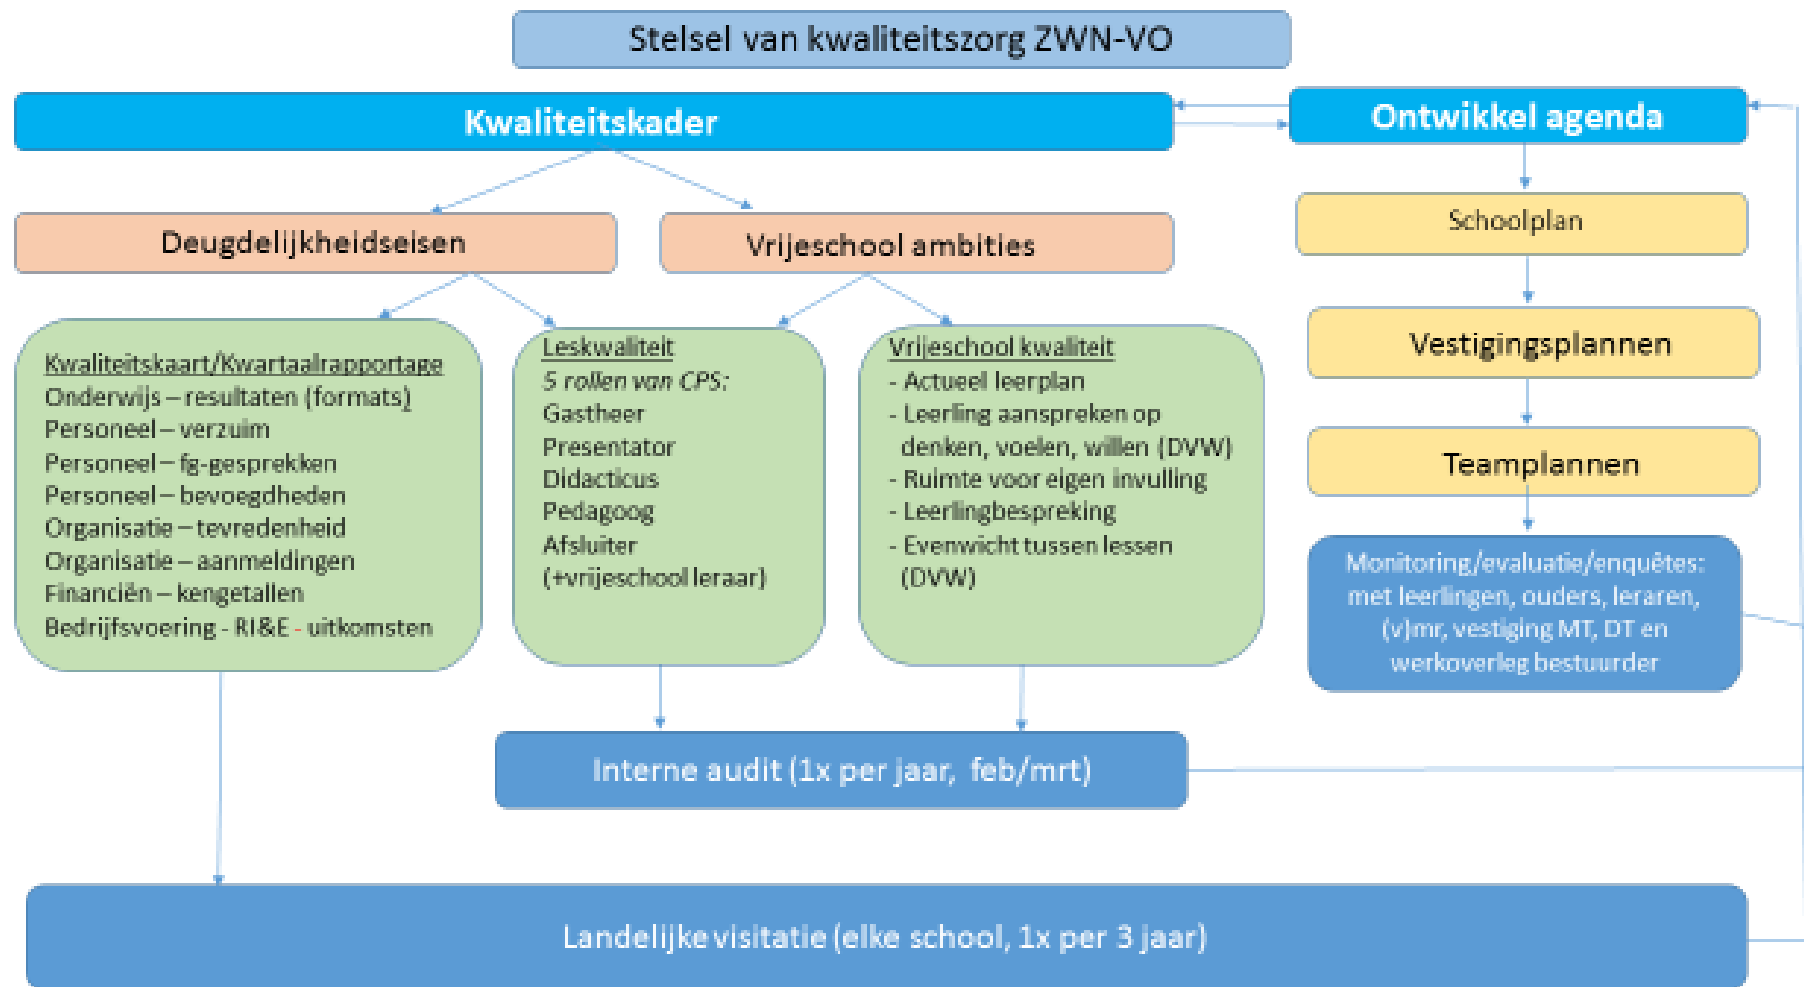 Stelsel van kwaliteitszorg ZWN-VO
Kwaliteitskader
Ontwikkel agenda
Deugdelijkheidseisen
Vrijeschool ambities
Schoolplan
Vestigingsplannen
Teamplannen
Kwaliteitskaart/Kwartaalrapportage
Onderwijs – resultaten (formats)
Personeel – verzuim
Personeel – fg-gesprekken
Personeel – bevoegdheden
Organisatie – tevredenheid
Organisatie – aanmeldingen
Financiën – kengetallen
Bedrijfsvoering - RI&E - uitkomsten
Leskwaliteit
5 rollen van CPS:
Gastheer
Presentator
Didacticus
Pedagoog
Afsluiter
(+vrijeschool leraar)
Vrijeschool kwaliteit
- Actueel leerplan
- Leerling aanspreken op
denken, voelen, willen (DVW)
- Ruimte voor eigen invulling
- Leerlingbespreking
- Evenwicht tussen lessen
(DVW)
Monitoring/evaluatie/enquêtes:
met leerlingen, ouders, leraren,
(v)mr, vestiging MT, DT en
werkoverleg bestuurder
Interne audit (1x per jaar, feb/mrt)
Landelijke visitatie (elke school, 1x per 3 jaar)